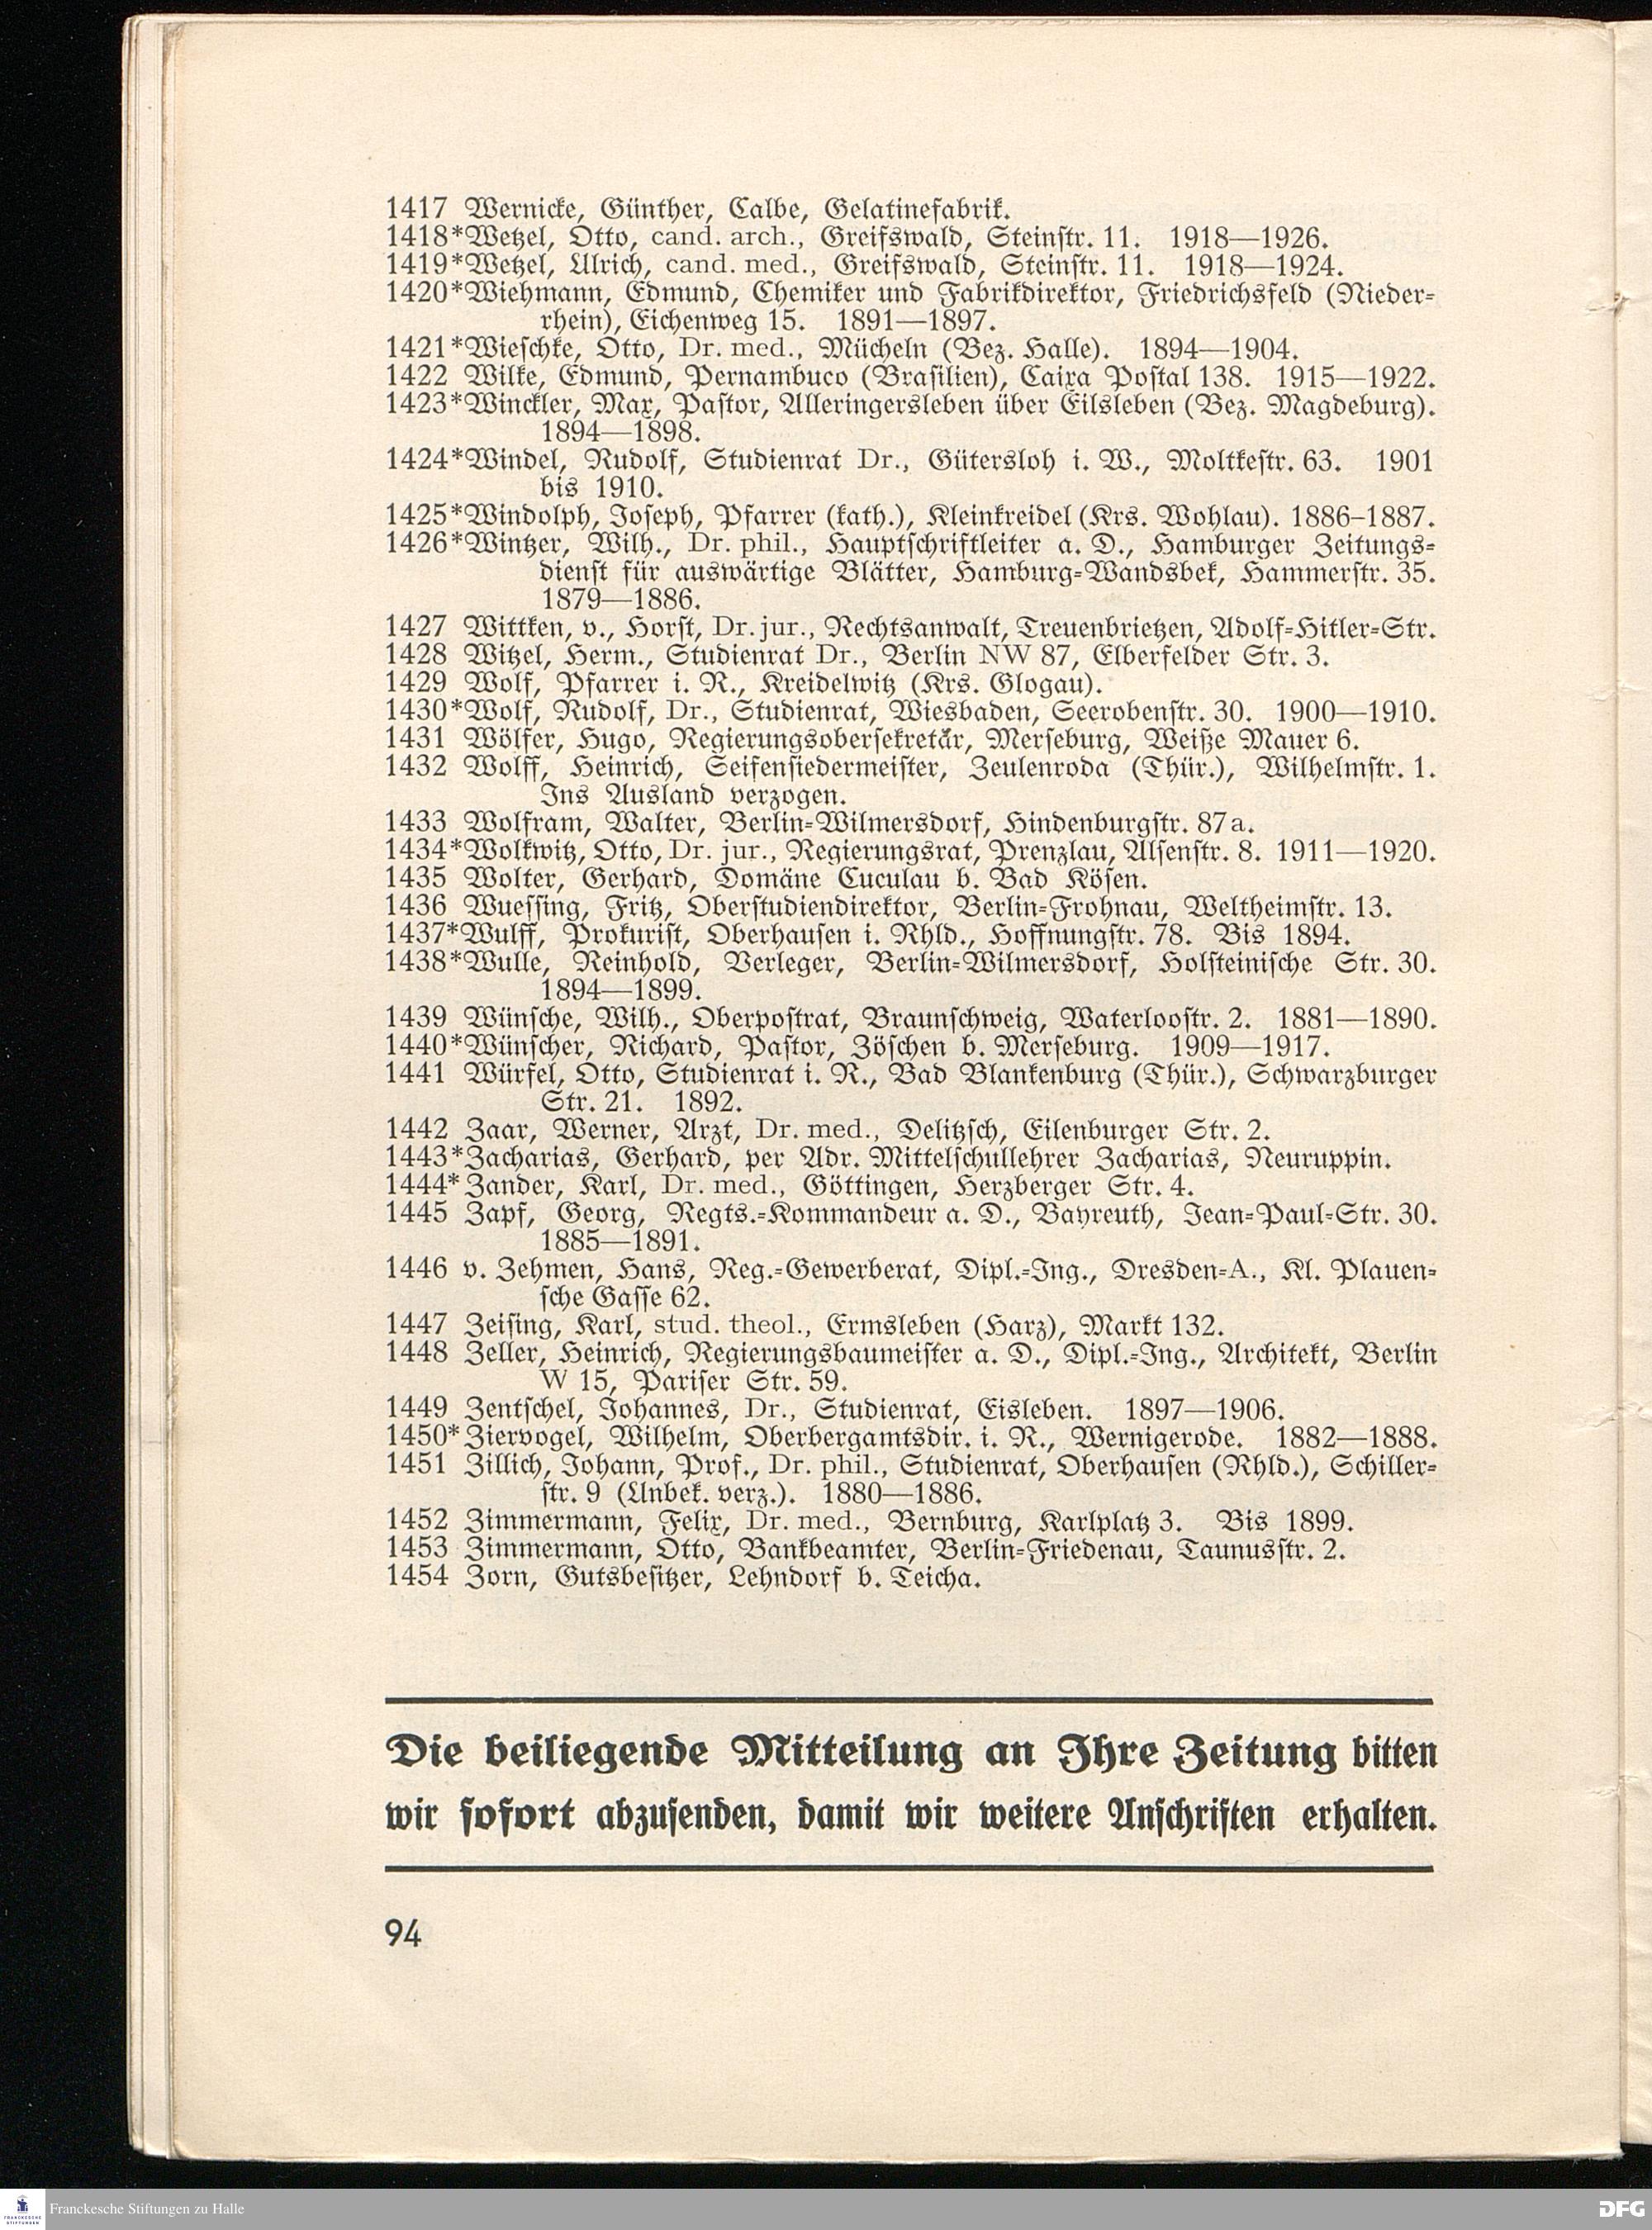 1417 Wernicke, Günther, Calbe, Gelatinefabrik.
1418*Wetzel, Otto, cand. arch., Greifswald, Steinstr. 11. 1918—1926.
1419*Wetzel, Ulrich, cand. med., Greifswald, Steinstr. 11. 1918—1924.
1420*Wiehmann, Edmund, Chemiker und Fabrikdirektor, Friedrichsfeld (Nieder-
rhein), Eichenweg 15. 1891—1897.
1421*Wieschke, Otto, Dr. med., Mücheln (Bez. Halle). 1894—1904.
1422 Wilke, Edmund, Pernambuco (Brasilien), Caixa Postal 138. 1915—1922.
1423*Winckler, Max, Pastor, Alleringersleben über Eilsleben (Bez. Magdeburg).
1894—1898.
1424*Windel, Rudolf, Studienrat Dr., Gütersloh i. W., Moltkestr. 63. 1901
bis 1910.
1425*Windolph, Joseph, Pfarrer (kath.), Kleinkreidel (Krs. Wohlau). 1886–1887.
1426*Wintzer, Wilh., Dr. phil., Hauptschriftleiter a. D., Hamburger Zeitungs-
dienst für auswärtige Blätter, Hamburg-Wandsbek, Hammerstr. 35.
1879—1886.
1427 Wittken, v., Horst, Dr. jur., Rechtsanwalt, Treuenbrietzen, Adolf-Hitler-Str.
1428 Witzel, Herm., Studienrat Dr., Berlin NW 87, Elberfelder Str. 3.
1429 Wolf, Pfarrer i. R., Kreidelwitz (Krs. Glogau).
1430*Wolf, Rudolf, Dr., Studienrat, Wiesbaden, Seerobenstr. 30. 1900—1910.
1431 Wölfer, Hugo, Regierungsobersekretär, Merseburg, Weiße Mauer 6.
1432 Wolff, Heinrich, Seifensiedermeister, Zeulenroda (Thür.), Wilhelmstr. 1.
Ins Ausland verzogen.
1433 Wolfram, Walter, Berlin-Wilmersdorf, Hindenburgstr. 87a.
1434*Wolkwitz, Otto, Dr. jur., Regierungsrat, Prenzlau, Alsenstr. 8. 1911—1920.
1435 Wolter, Gerhard, Domäne Cuculau b. Bad Kösen.
1436 Wuessing, Fritz, Oberstudiendirektor, Berlin-Frohnau, Weltheimstr. 13.
1437*Wulff, Prokurist, Oberhausen i. Rhld., Hoffnungstr. 78. Bis 1894.
1438*Wulle, Reinhold, Verleger, Berlin-Wilmersdorf, Holsteinische Str. 30.
1894—1899.
1439 Wünsche, Wilh., Oberpostrat, Braunschweig, Waterloostr. 2. 1881—1890.
1440*Wünscher, Richard, Pastor, Zöschen b. Merseburg. 1909—1917.
1441 Würfel, Otto, Studienrat i. R., Bad Blankenburg (Thür.), Schwarzburger
Str. 21. 1892.
1442 Zaar, Werner, Arzt, Dr. med., Delitzsch, Eilenburger Str. 2.
1443*Zacharias, Gerhard, per Adr. Mittelschullehrer Zacharias, Neuruppin.
1444*Zander, Karl, Dr. med., Göttingen, Herzberger Str. 4.
1445 Zapf, Georg, Regts.-Kommandeur a. D., Bayreuth, Jean-Paul-Str. 30.
1885—1891.
1446 v. Zehmen, Hans, Reg.-Gewerberat, Dipl.-Ing., Dresden-A., Kl. Plauen-
sche Gasse 62.
1447 Zeising, Karl, stud. theol., Ermsleben (Harz), Markt 132.
1448 Zeller, Heinrich, Regierungsbaumeister a. D., Dipl.-Ing., Architekt, Berlin
W 15, Pariser Str. 59.
1449 Zentschel, Johannes, Dr., Studienrat, Eisleben. 1897—1906.
1450*Ziervogel, Wilhelm, Oberbergamtsdir. i. R., Wernigerode. 1882—1888.
1451 Zillich, Johann, Prof., Dr. phil., Studienrat, Oberhausen (Rhld.), Schiller-
str. 9 (Unbek. verz.). 1880—1886.
1452 Zimmermann, Felix, Dr. med., Bernburg, Karlplatz 3. Bis 1899.
1453 Zimmermann, Otto, Bankbeamter, Berlin-Friedenau, Taunusstr. 2.
1454 Zorn, Gutsbesitzer, Lehndorf b. Teicha.
Die beiliegende Mitteilung an Ihre Zeitung bitten
wir sofort abzusenden, damit wir weitere Anschriften erhalten.
94
FRANCKESCHE
STIFTUNGEN
Franckesche Stiftungen zu Halle
DFG